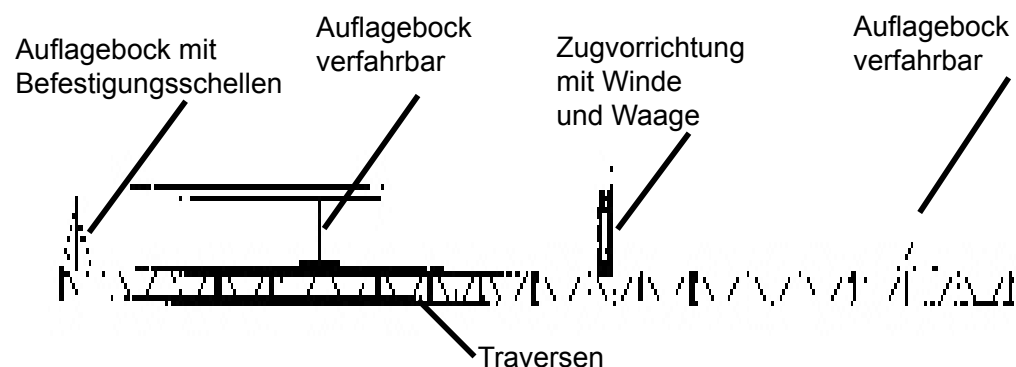 Auflagebock mit
Befestigungsschellen
Auflagebock
verfahrbar
Zugvorrichtung
mit Winde
und Waage
Auflagebock
verfahrbar
Traversen